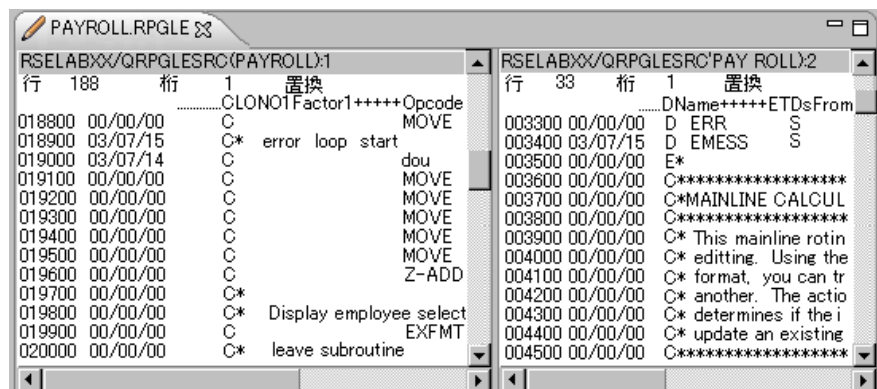 PAYROLL.RPGLE
RSELABXX/QRPGLESRC(PAYROLL):1
行 188 桁 1 置換
............CLON01Factor1+++++Opcode
018800 00/00/00 C MOVE
018900 03/07/15 C* error loop start
019000 03/07/14 C dou
019100 00/00/00 C MOVE
019200 00/00/00 C MOVE
019300 00/00/00 C MOVE
019400 00/00/00 C MOVE
019500 00/00/00 C MOVE
019600 00/00/00 C Z-ADD
019700 00/00/00 C*
019800 00/00/00 C* Display employee select
019900 00/00/00 C EXFMT
020000 00/00/00 C* leave subroutine
RSELABXX/QRPGLESRC'PAY ROLL):2
行 33 桁 1 置換
.....DName+++++ETDsFrom
003300 00/00/00 D ERR S
003400 03/07/15 D EMESS S
003500 00/00/00 E*
003600 00/00/00 C******************
003700 00/00/00 C*MAINLINE CALCUL
003800 00/00/00 C******************
003900 00/00/00 C* This mainline rotin
004000 00/00/00 C* editting. Using the
004100 00/00/00 C* format, you can tr
004200 00/00/00 C* another. The actio
004300 00/00/00 C* determines if the i
004400 00/00/00 C* update an existing
004500 00/00/00 C******************